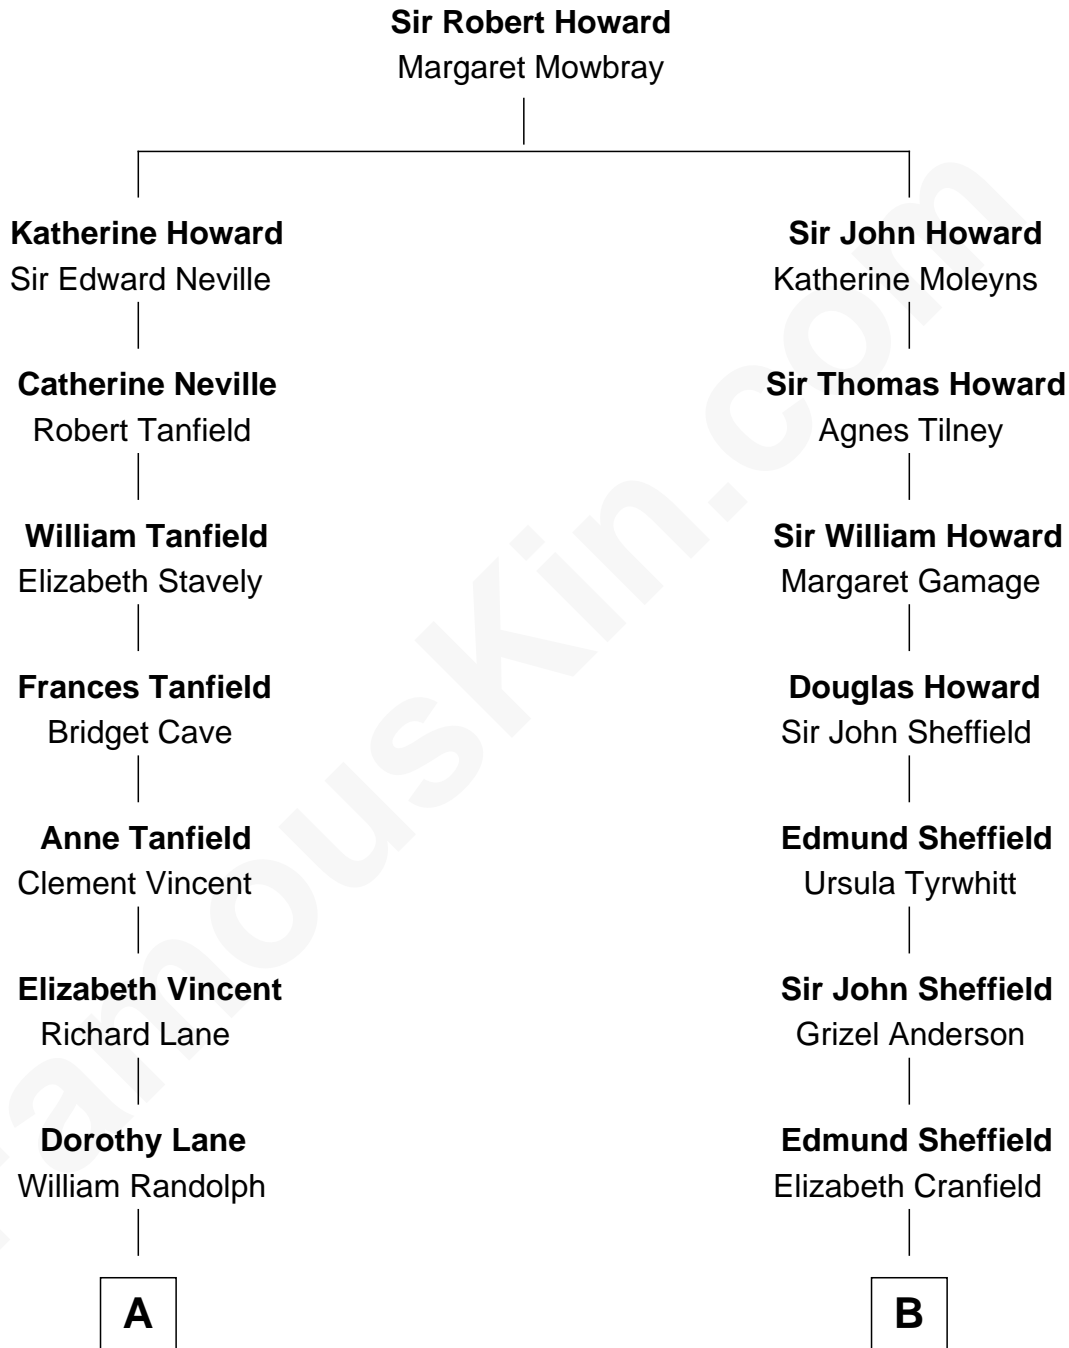 Sir Robert Howard
Margaret Mowbray
Katherine Howard
Sir Edward Neville
Sir John Howard
Katherine Moleyns
Catherine Neville
Robert Tanfield
Sir Thomas Howard
Agnes Tilney
William Tanfield
Elizabeth Stavely
Sir William Howard
Margaret Gamage
Frances Tanfield
Bridget Cave
Douglas Howard
Sir John Sheffield
Anne Tanfield
Clement Vincent
Edmund Sheffield
Ursula Tyrwhitt
Elizabeth Vincent
Richard Lane
Sir John Sheffield
Grizel Anderson
Dorothy Lane
William Randolph
Edmund Sheffield
Elizabeth Cranfield
A
B
FamousKin.com